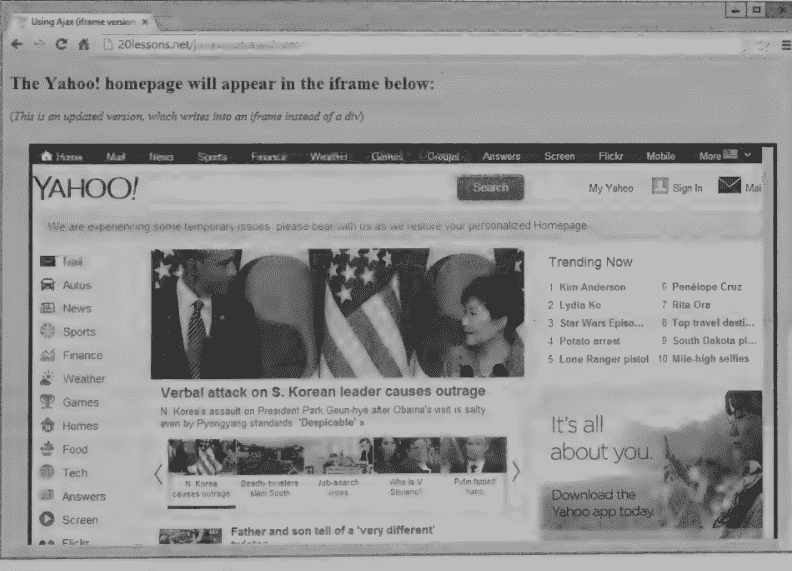 Using Ajax (iframe version
20lessons.net/
The Yahoo! homepage will appear in the iframe below:
(This is an updated version, which writes into an iframe instead of a div)
Home Mail News Sports Finance Weather Games Groups Answers Screen Flickr Mobile More
YAHOO!
Search
My Yahoo Sign In Mai
We are experiencing some temporary issues please bear with us as we restore your personalized Homepage
Autos
News
Sports
Finance
Weather
Games
Homes
Food
Tech
Answers
Screen
Flickr
Verbal attack on S. Korean leader causes outrage
N. Korea's assault on President Park Geun-hye after Obama's visit is salty
even by Pyongyang standards 'Despicable' »
N. Korea
causes outrage
Deadly twisters
slam South
Job-search
Who is V
Putin tipped
Father and son tell of a 'very different'
Trending Now
1 Kim Anderson
2 Lydia Ko
3 Star Wars Episo...
4 Potato arrest
5 Lone Ranger pistol
6 Penélope Cruz
7 Rita Ora
8 Top travel desti...
9 South Dakota pl...
10 Mile-high selfies
It's all
about you.
Download the
Yahoo app today.